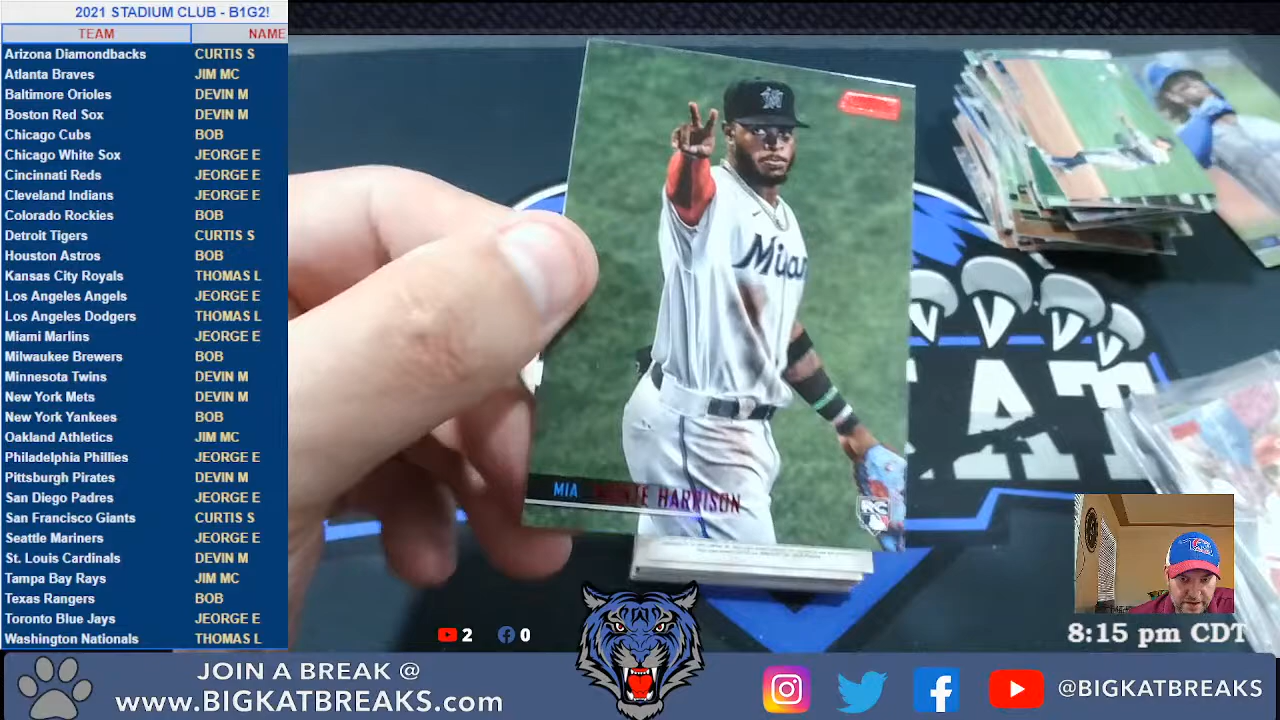 2021 STADIUM CLUB - B1G2!
TEAM NAME
Arizona Diamondbacks CURTIS S
Atlanta Braves JIM MC
Baltimore Orioles DEVIN M
Boston Red Sox DEVIN M
Chicago Cubs BOB
Chicago White Sox JEORGE E
Cincinnati Reds JEORGE E
Cleveland Indians JEORGE E
Colorado Rockies BOB
Detroit Tigers CURTIS S
Houston Astros BOB
Kansas City Royals THOMAS L
Los Angeles Angels JEORGE E
Los Angeles Dodgers THOMAS L
Miami Marlins JEORGE E
Milwaukee Brewers BOB
Minnesota Twins DEVIN M
New York Mets DEVIN M
New York Yankees BOB
Oakland Athletics JIM MC
Philadelphia Phillies JEORGE E
Pittsburgh Pirates DEVIN M
San Diego Padres JEORGE E
San Francisco Giants CURTIS S
Seattle Mariners JEORGE E
St. Louis Cardinals DEVIN M
Tampa Bay Rays JIM MC
Texas Rangers BOB
Toronto Blue Jays JEORGE E
Washington Nationals THOMAS L
Miami
MIA MONTE HARRISON
RC
AT
2 0
8:15 pm CDT
JOIN A BREAK @
www.BIGKATBREAKS.com
@BIGKATBREAKS